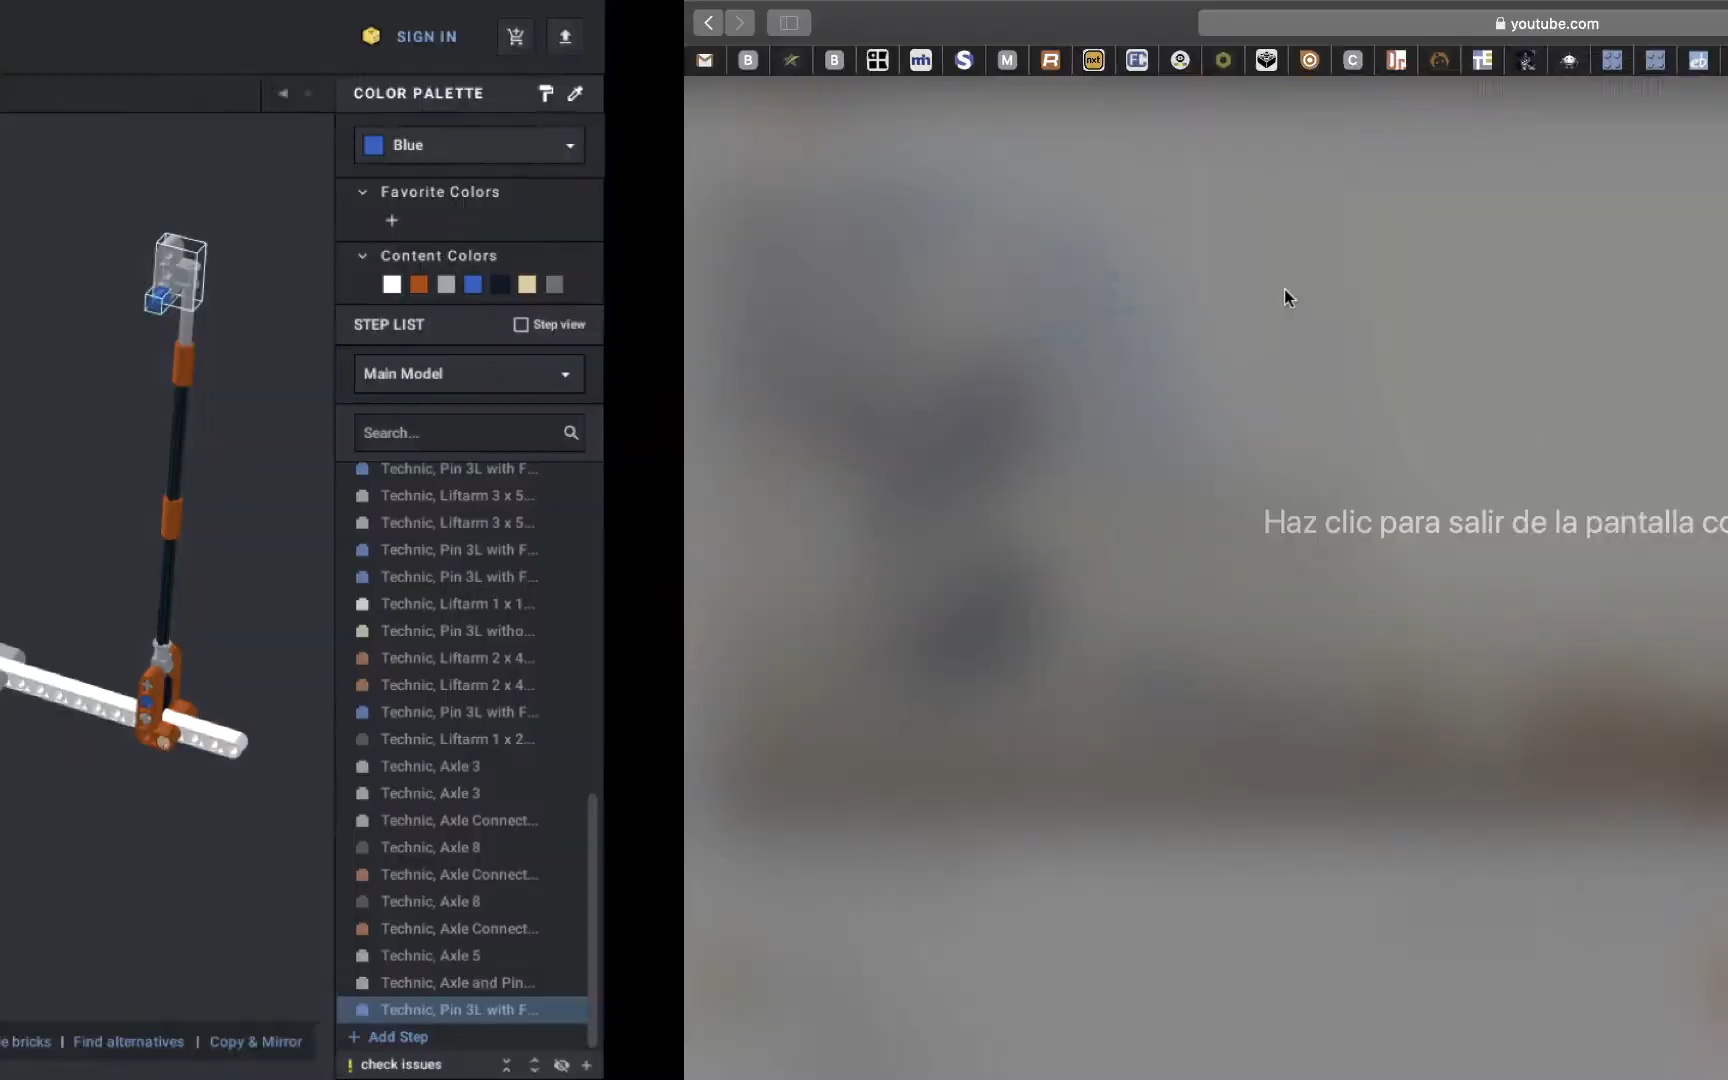 SIGN IN
youtube.com
B
B
mh
S
M
R
nxt
C
COLOR PALETTE
Blue
Favorite Colors
+
Content Colors
STEP LIST
Step view
Main Model
Search...
Technic, Pin 3L with F...
Technic, Liftarm 3 x 5...
Technic, Liftarm 3 x 5...
Technic, Pin 3L with F...
Technic, Pin 3L with F...
Technic, Liftarm 1 x 1...
Technic, Pin 3L witho...
Technic, Liftarm 2 x 4...
Technic, Liftarm 2 x 4...
Technic, Pin 3L with F...
Technic, Liftarm 1 x 2...
Technic, Axle 3
Technic, Axle 3
Technic, Axle Connect...
Technic, Axle 8
Technic, Axle Connect...
Technic, Axle 8
Technic, Axle Connect...
Technic, Axle 5
Technic, Axle and Pin...
Technic, Pin 3L with F...
+ Add Step
! check issues
e bricks | Find alternatives | Copy & Mirror
Haz clic para salir de la pantalla co